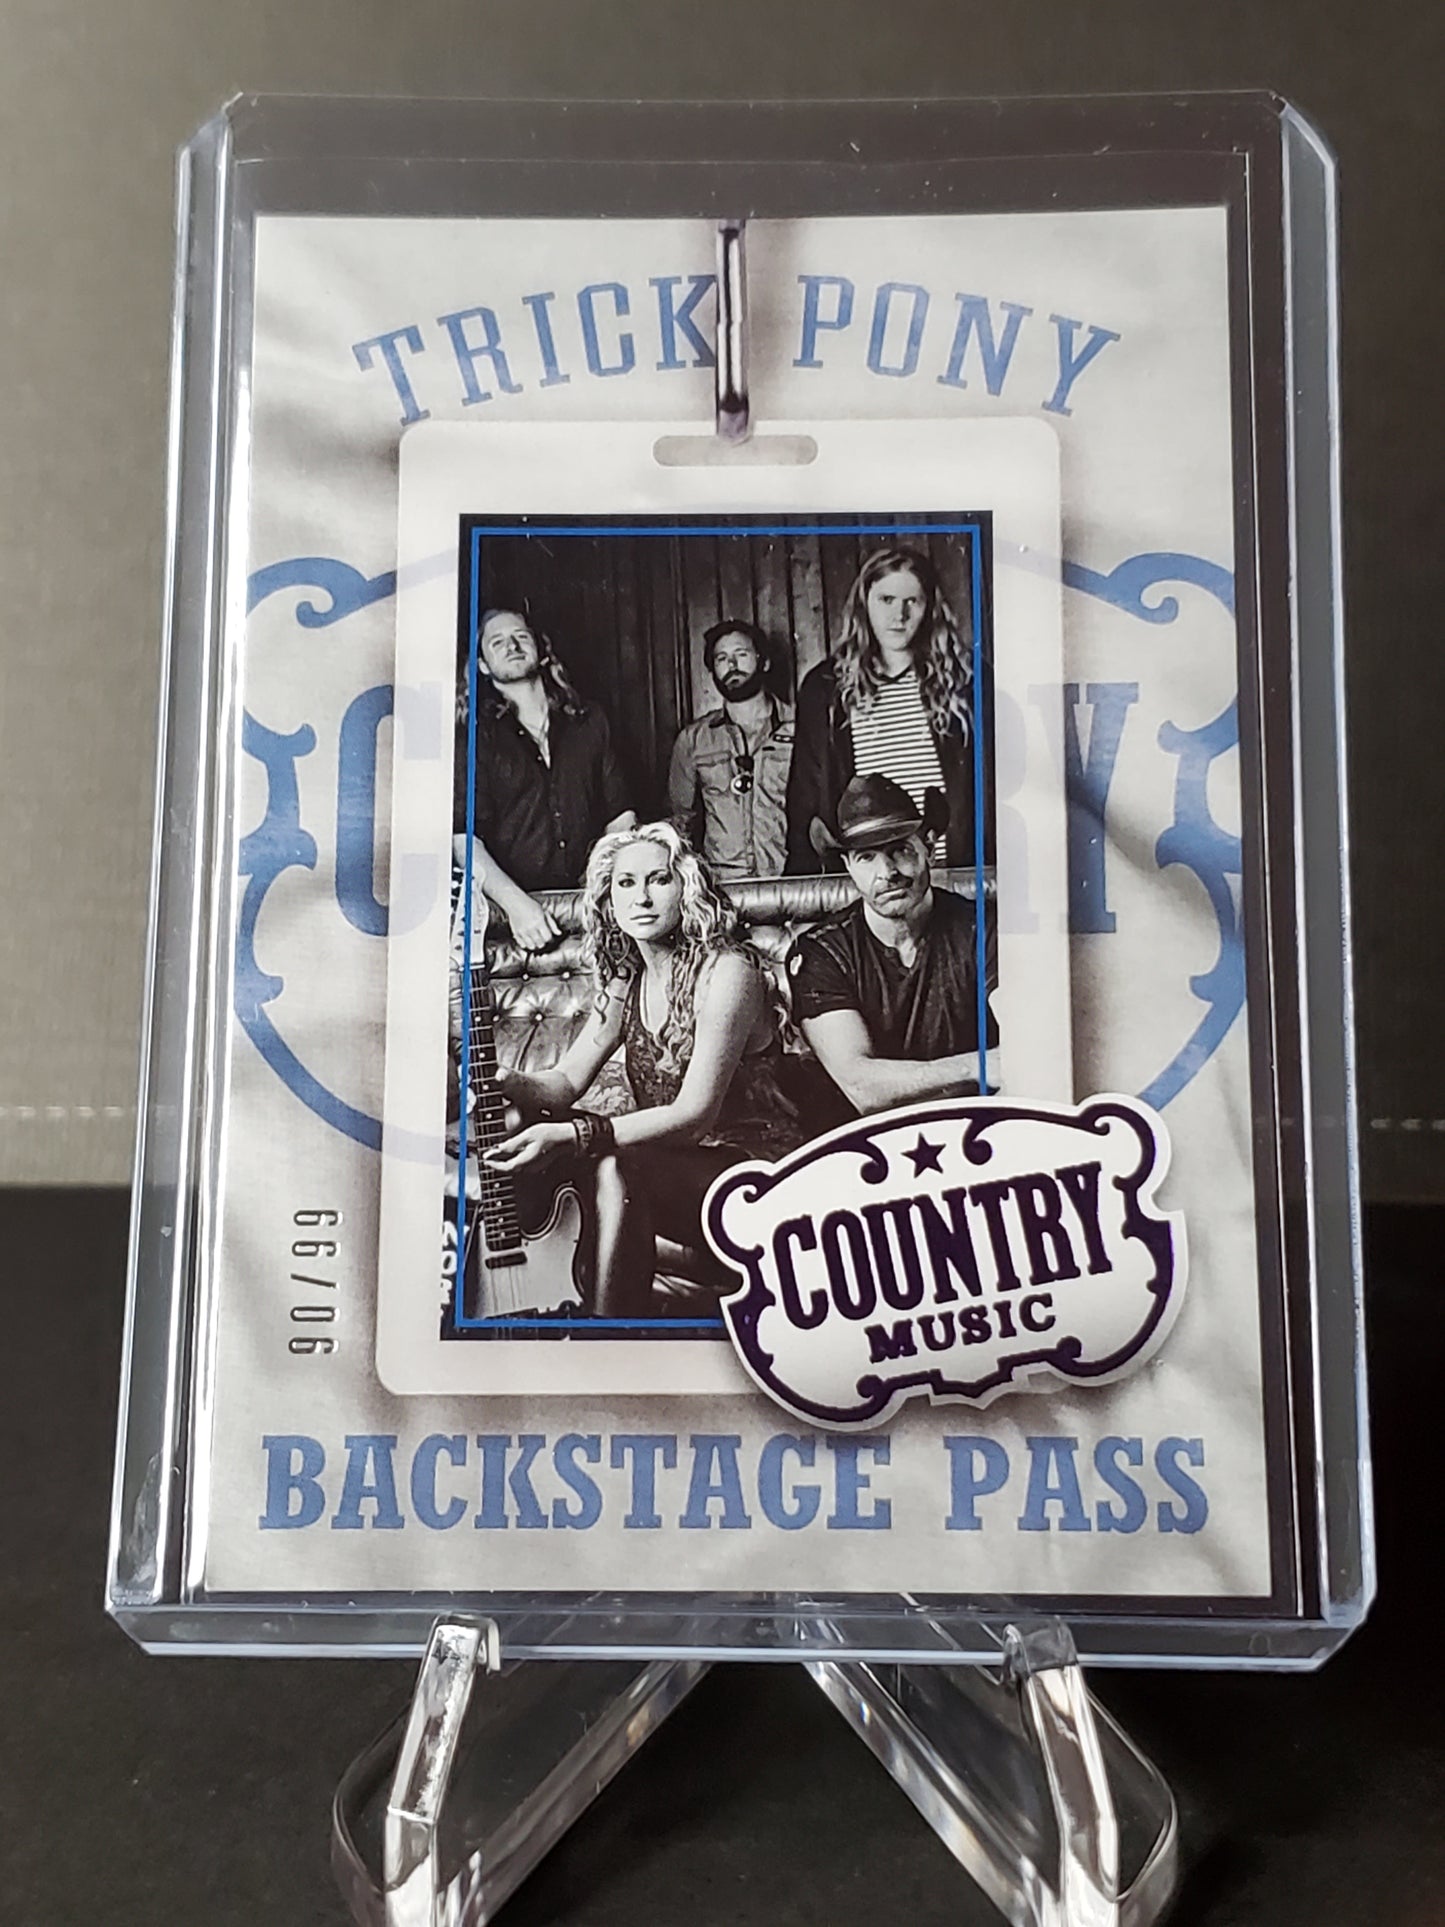 TRICK PONY
COUNTRY
MUSIC
90/99
BACKSTAGE PASS